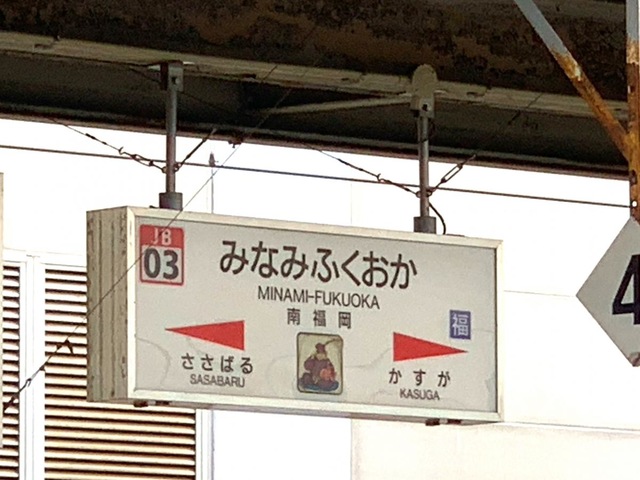 JB
03
みなみふくおか
MINAMI-FUKUOKA
南福岡
福
ささばる
SASABARU
かすが
KASUGA
4